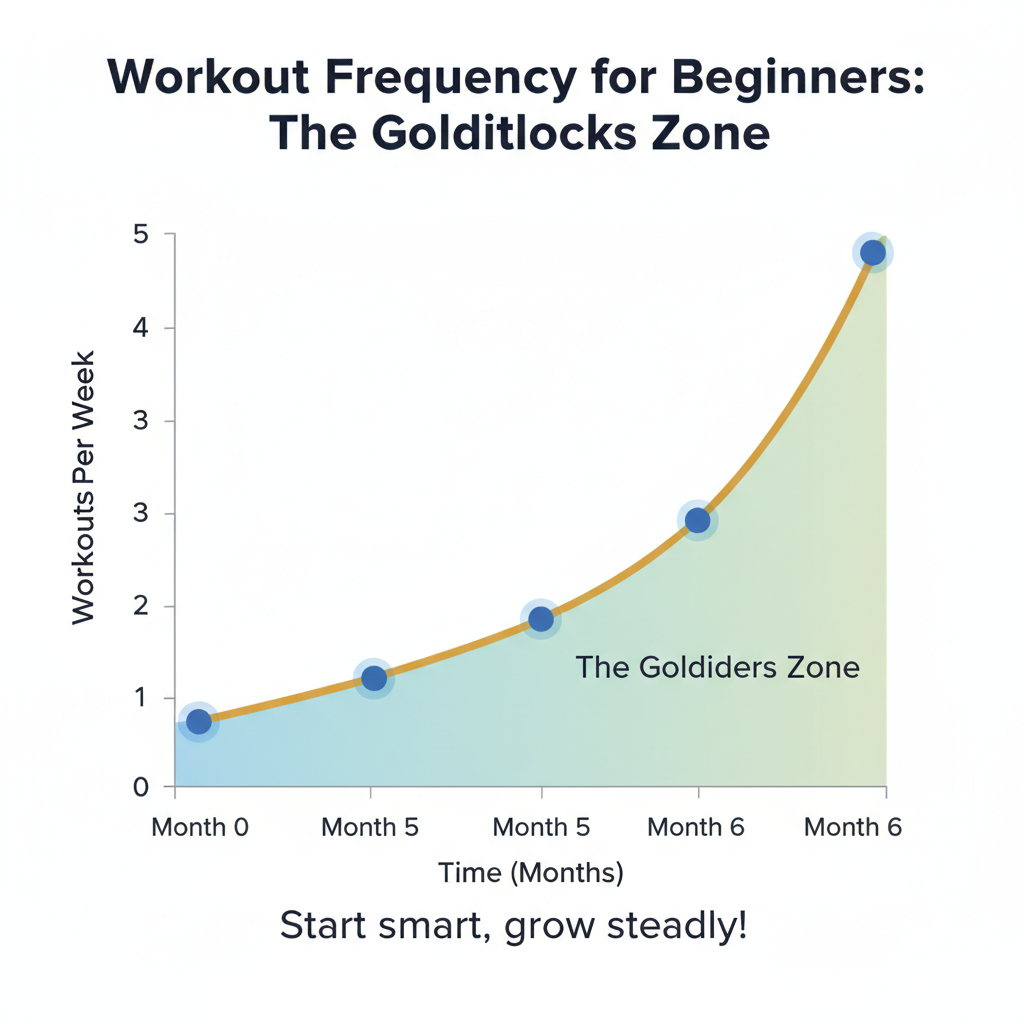 Workout Frequency for Beginners:
The Golditlocks Zone
5
4
3
3
2
1
0
Workouts Per Week
The Goldiders Zone
Month 0
Month 5
Month 5
Month 6
Month 6
Time (Months)
Start smart, grow steadily!